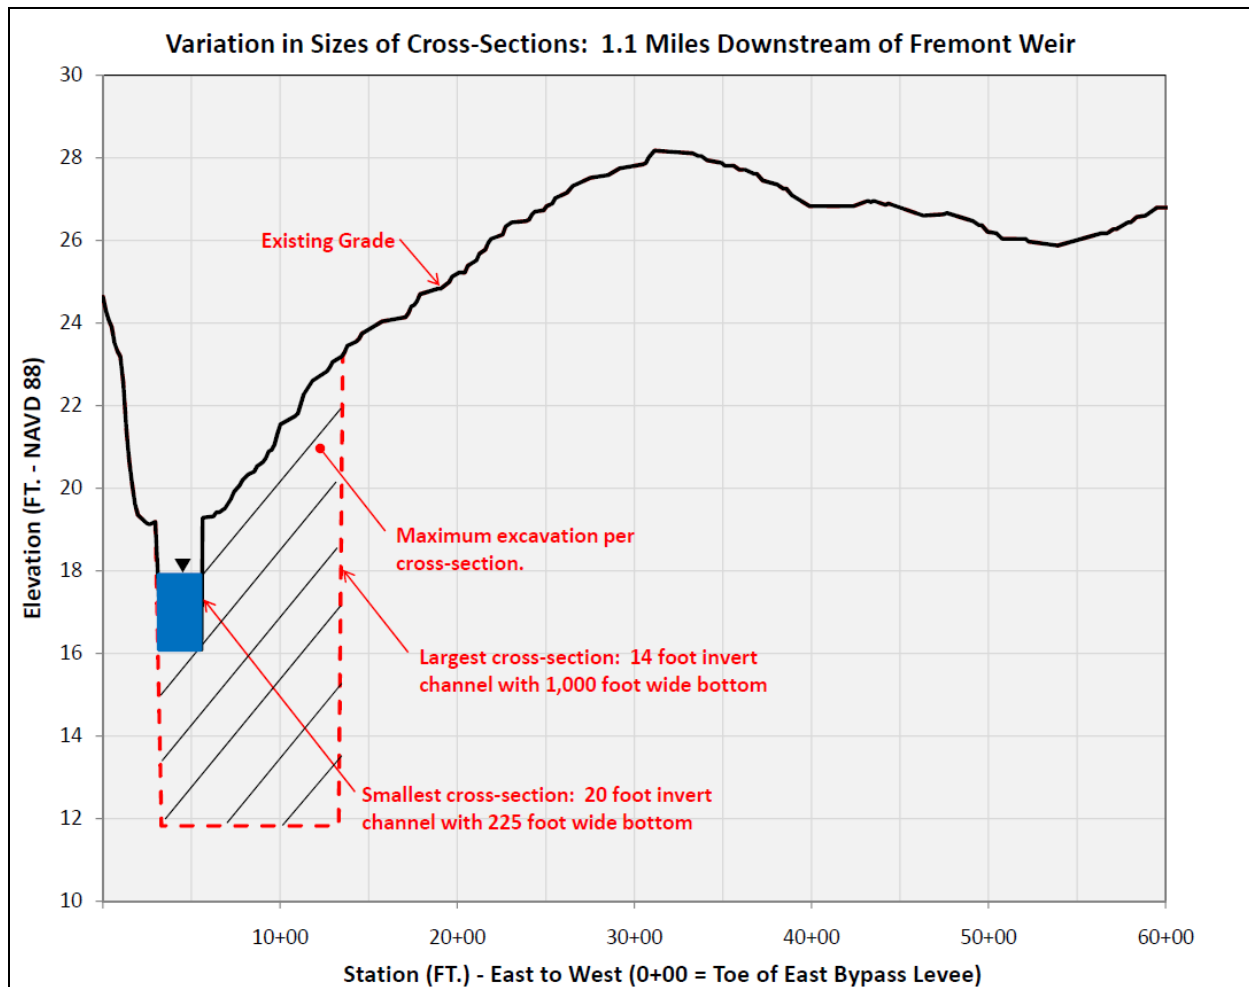 Variation in Sizes of Cross-Sections: 1.1 Miles Downstream of Fremont Weir
30
28
26
24
22
20
18
16
14
12
10
Elevation (FT. - NAVD 88)
Existing Grade
Maximum excavation per
cross-section.
Largest cross-section: 14 foot invert
channel with 1,000 foot wide bottom
Smallest cross-section: 20 foot invert
channel with 225 foot wide bottom
10+00
20+00
30+00
40+00
50+00
60+00
Station (FT.) - East to West (0+00 = Toe of East Bypass Levee)